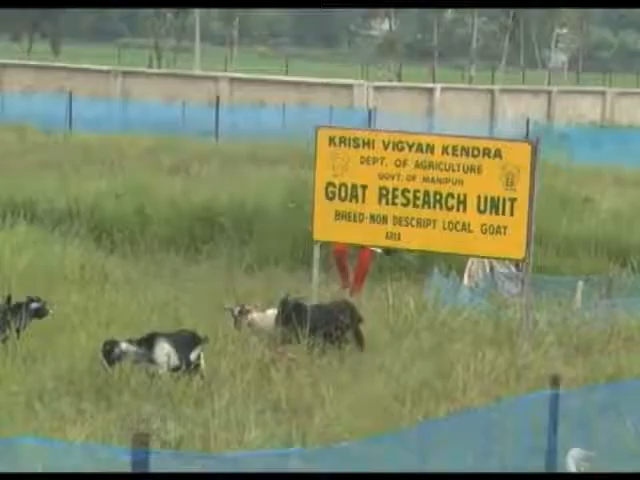 KRISHI VIGYAN KENDRA
DEPT. OF AGRICULTURE
GOVT. OF MANIPUR
GOAT RESEARCH UNIT
BREED-NON DESCRIPT LOCAL GOAT